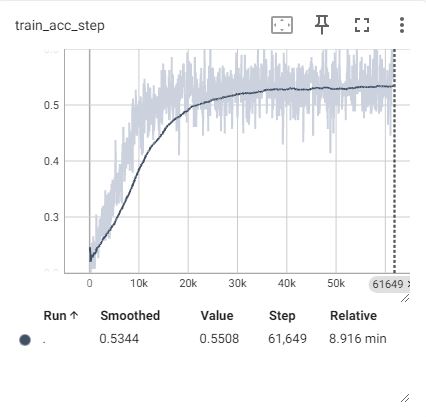 train_acc_step
0.5
0.4
0.3
0 10k 20k 30k 40k 50k 61649
Run ↑ Smoothed Value Step Relative
. 0.5344 0.5508 61,649 8.916 min